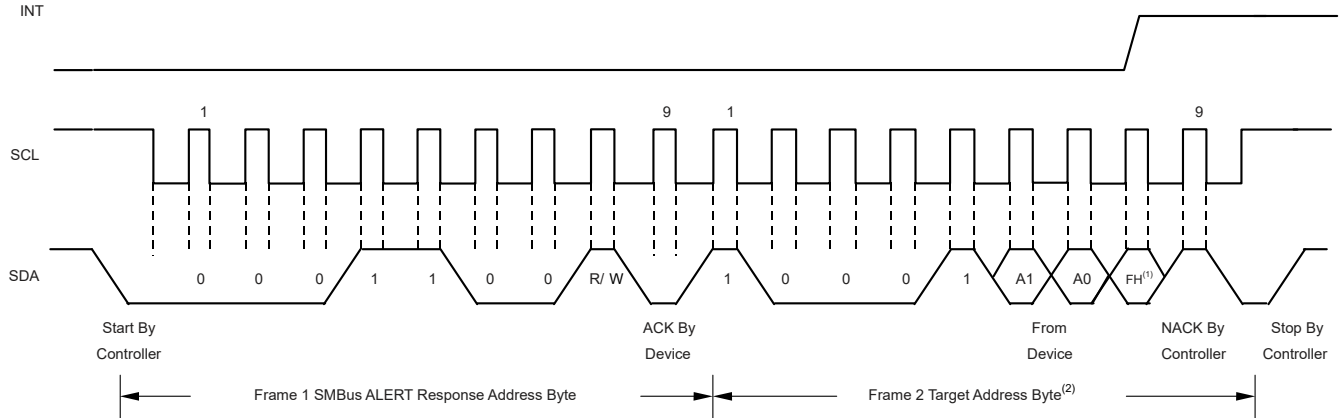 INT
1 9 1 9
SCL
SDA 0 0 0 1 1 0 0 R/ W 1 0 0 0 1 A1 A0 FH(1)
Start By ACK By From NACK By Stop By
Controller Device Device Controller Controller
Frame 1 SMBus ALERT Response Address Byte Frame 2 Target Address Byte(2)